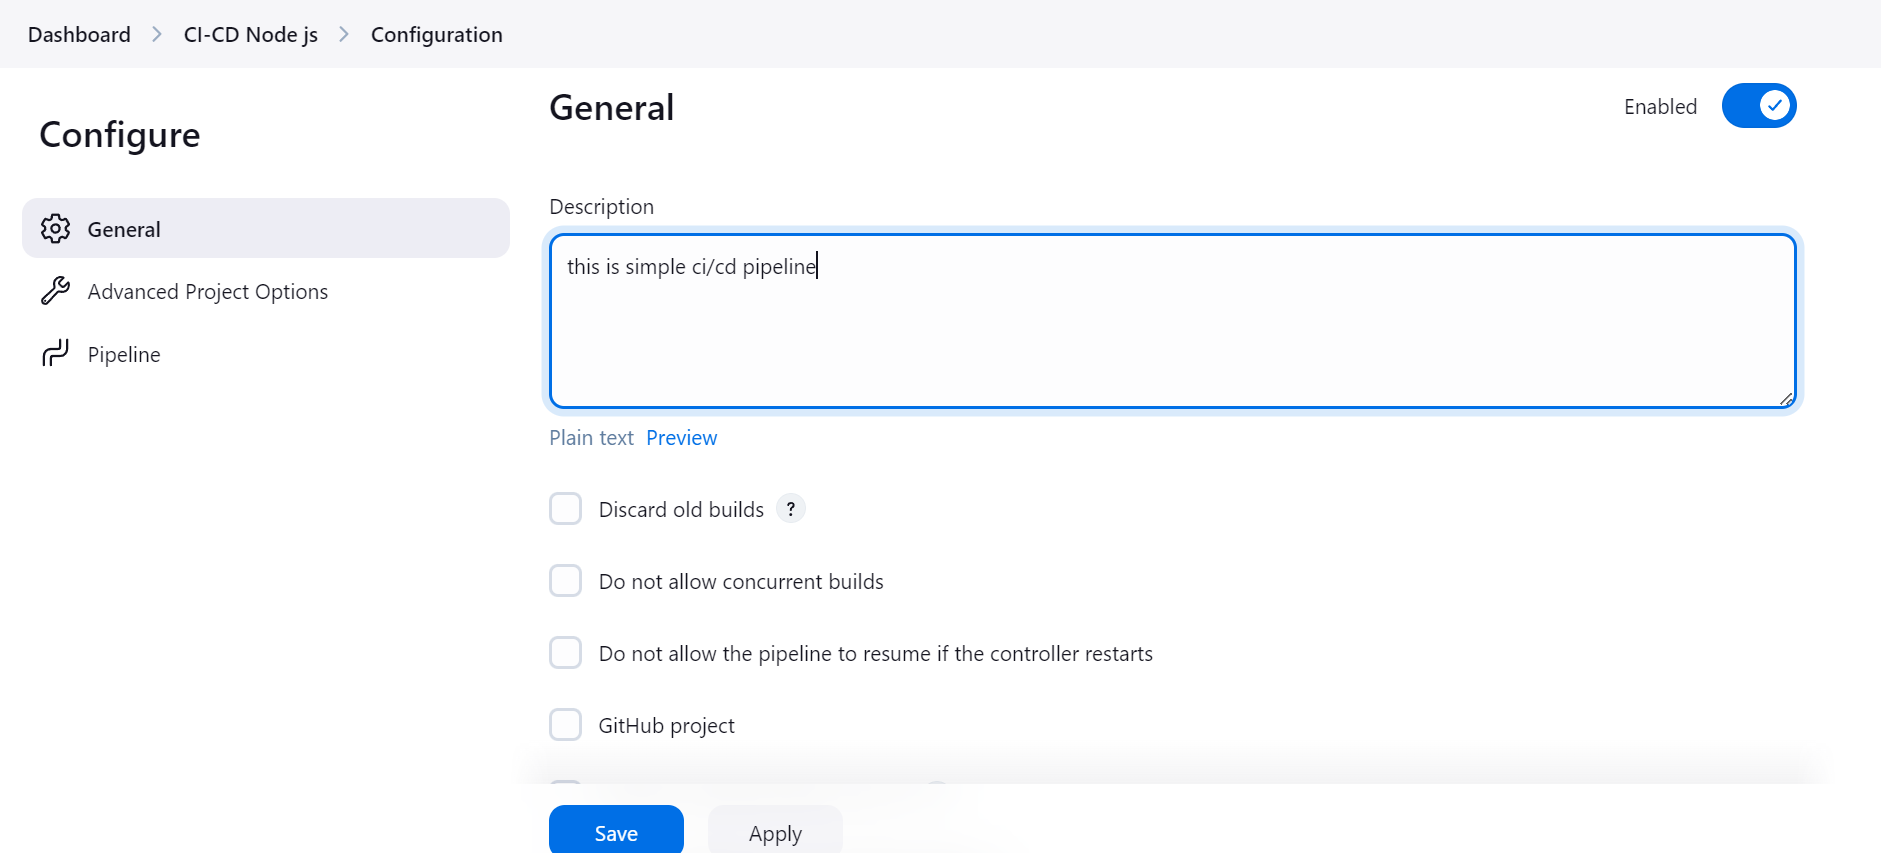 Dashboard > CI-CD Node js > Configuration
Configure
General
Advanced Project Options
Pipeline
General
Enabled
Description
this is simple ci/cd pipeline
Plain text Preview
Discard old builds ?
Do not allow concurrent builds
Do not allow the pipeline to resume if the controller restarts
GitHub project
Save Apply